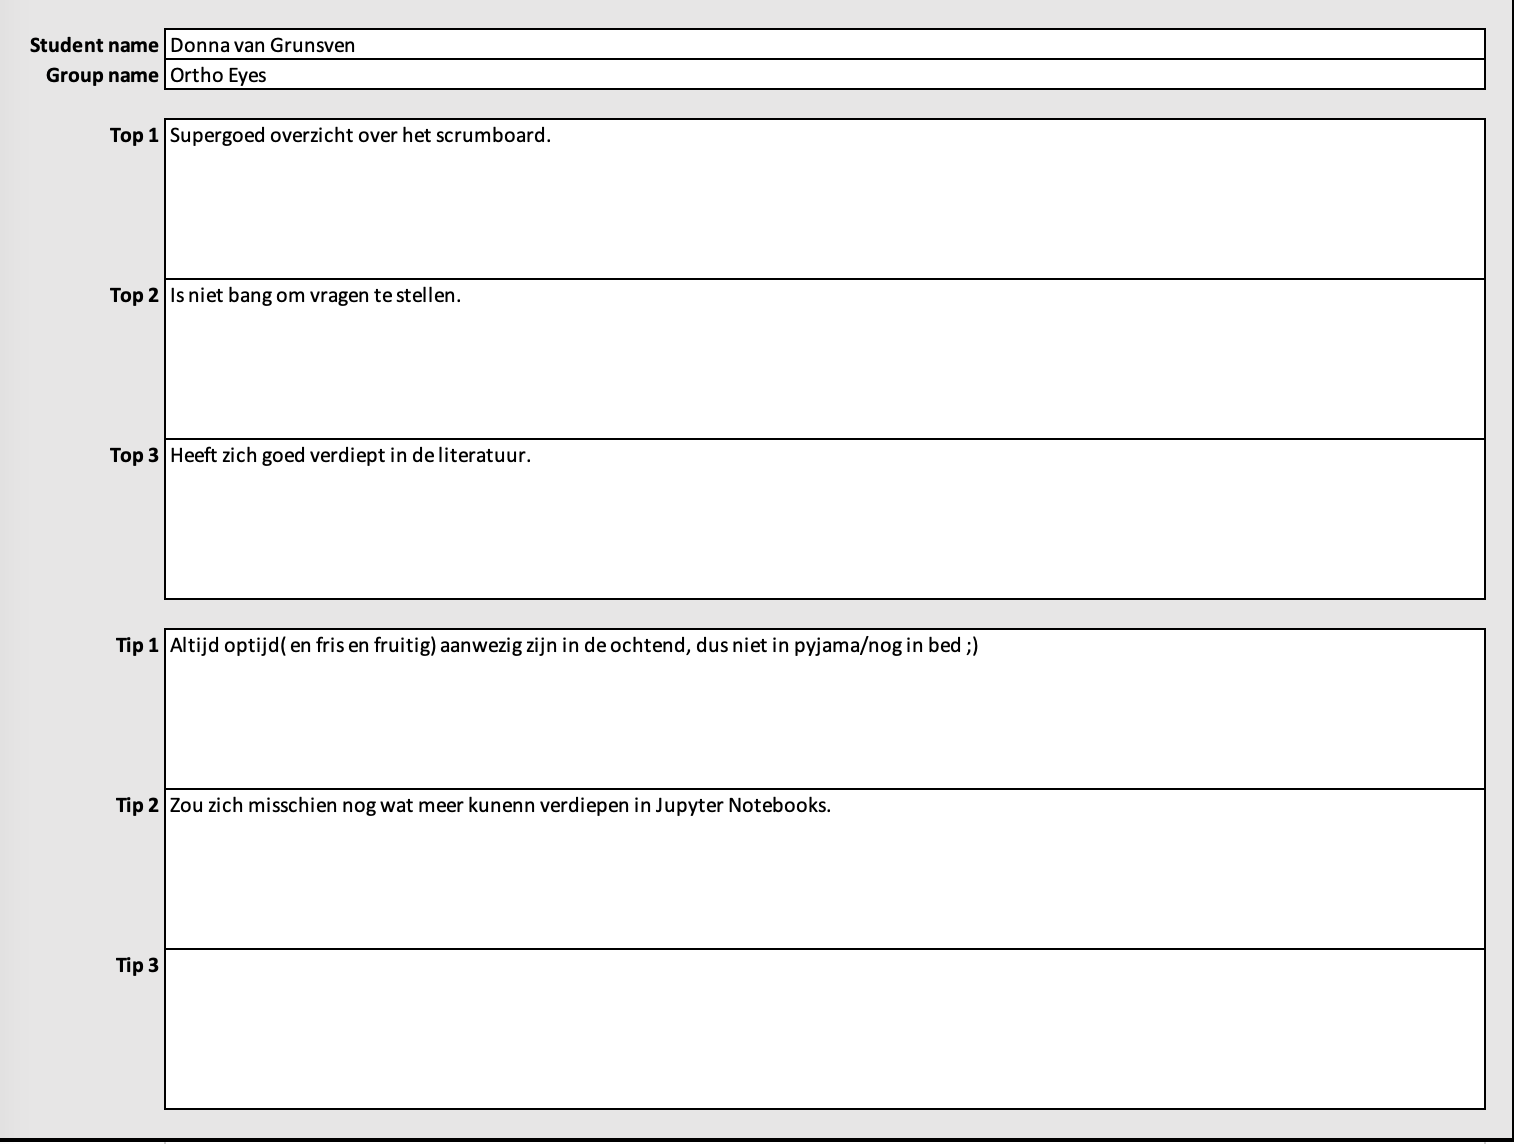 Student name Donna van Grunsven
Group name Ortho Eyes
Top 1 Supergoed overzicht over het scrumboard.
Top 2 Is niet bang om vragen te stellen.
Top 3 Heeft zich goed verdiept in de literatuur.
Tip 1 Altijd optijd( en fris en fruitig) aanwezig zijn in de ochtend, dus niet in pyjama/nog in bed ;)
Tip 2 Zou zich misschien nog wat meer kunenn verdiepen in Jupyter Notebooks.
Tip 3